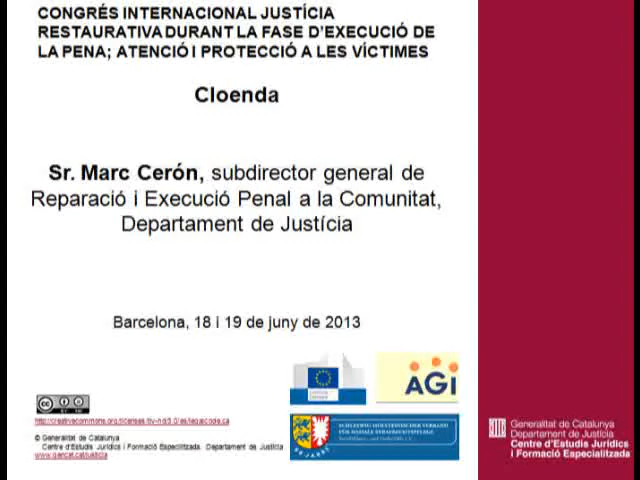 CONGRÉS INTERNACIONAL JUSTÍCIA
RESTAURATIVA DURANT LA FASE D'EXECUCIÓ DE
LA PENA; ATENCIÓ I PROTECCIÓ A LES VÍCTIMES
Cloenda
Sr. Marc Cerón, subdirector general de
Reparació i Execució Penal a la Comunitat,
Departament de Justícia
Barcelona, 18 i 19 de juny de 2013
AGI
© Generalitat de Catalunya
Centre d'Estudis Jurídics i Formació Especialitzada. Departament de Justícia
www.gencat.cat/justicia
Generalitat de Catalunya
Departament de Justícia
Centre d'Estudis Jurídics
i Formació Especialitzada